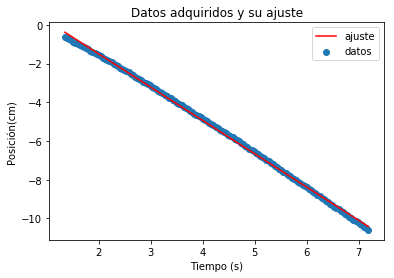 Datos adquiridos y su ajuste
ajuste
datos
Posición(cm)
0
−2
−4
−6
−8
−10
2 3 4 5 6 7
Tiempo (s)